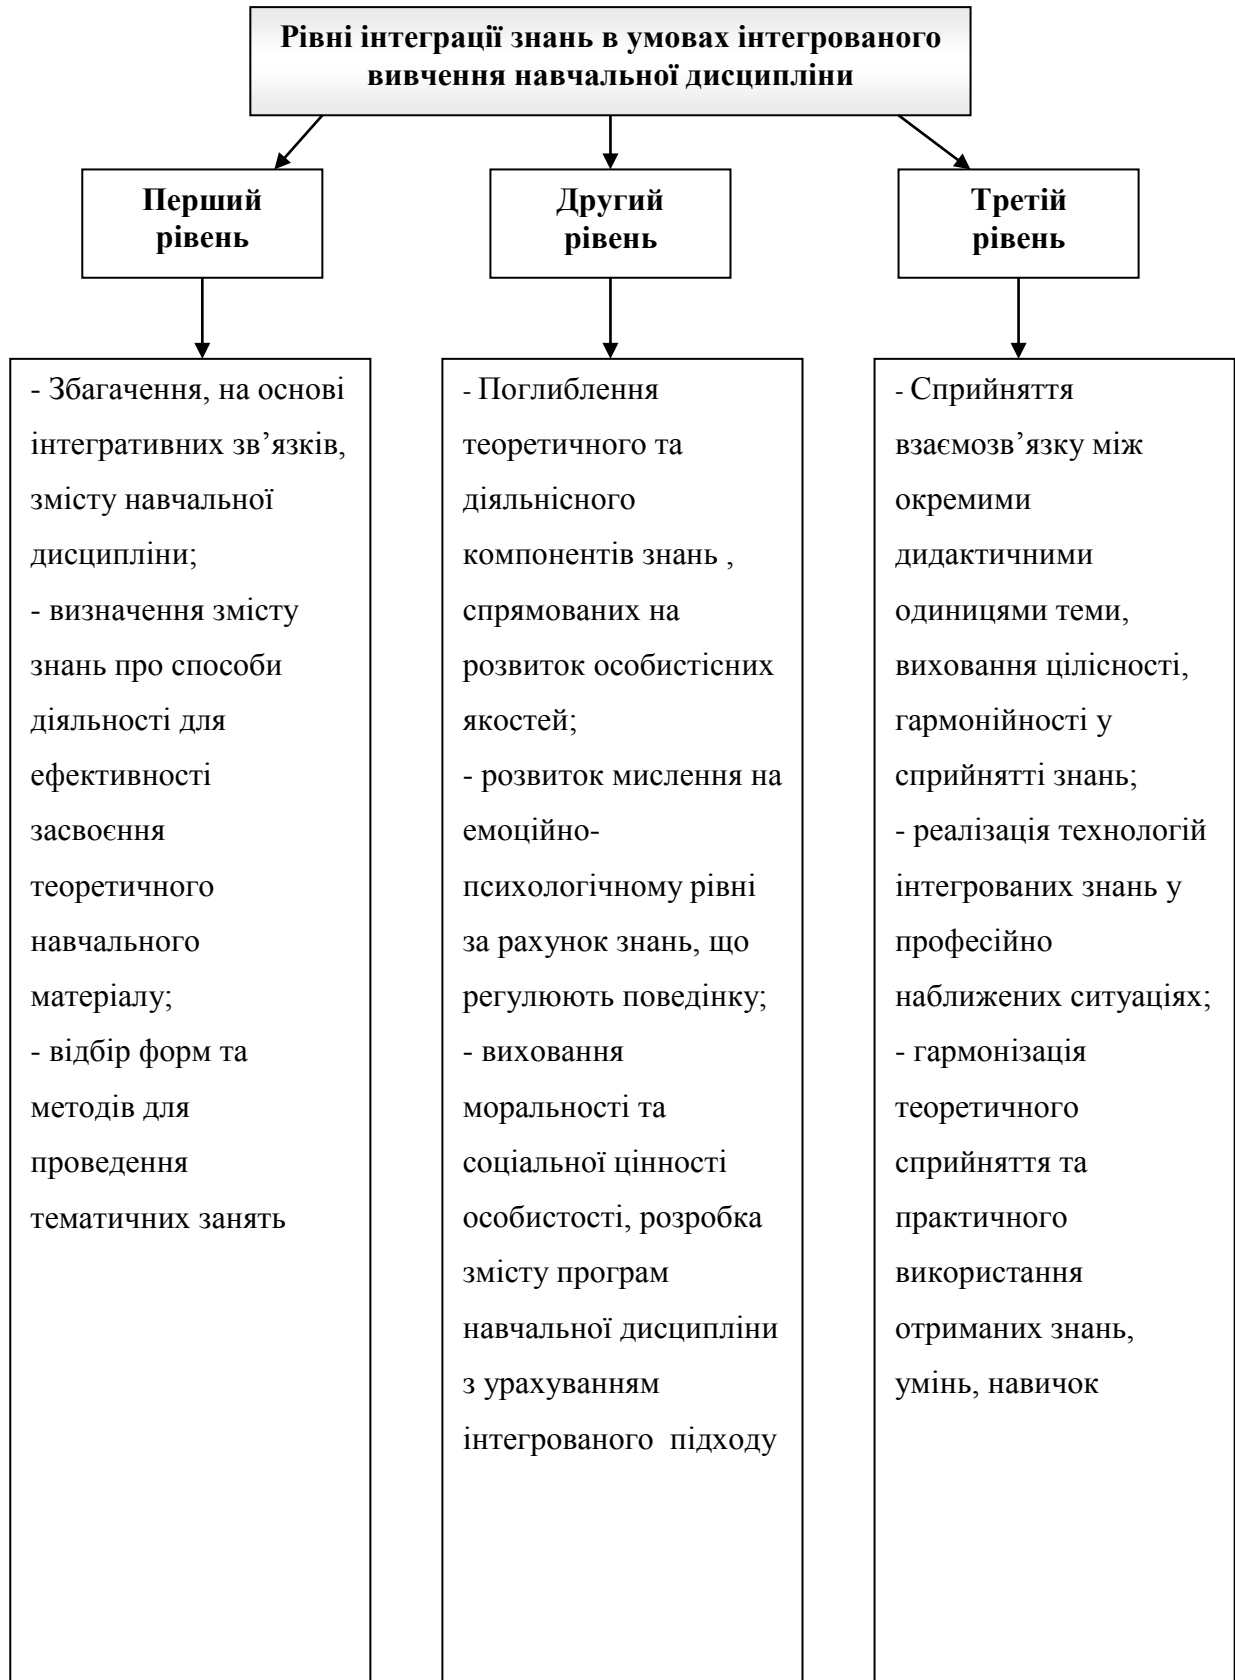 Рівні інтеграції знань в умовах інтегрованого
вивчення навчальної дисципліни
Перший
рівень
Другий
рівень
Третій
рівень
- Збагачення, на основі
інтегративних зв’язків,
змісту навчальної
дисципліни;
- визначення змісту
знань про способи
діяльності для
ефективності
засвоєння
теоретичного
навчального
матеріалу;
- відбір форм та
методів для
проведення
тематичних занять
- Поглиблення
теоретичного та
діяльнісного
компонентів знань ,
спрямованих на
розвиток особистісних
якостей;
- розвиток мислення на
емоційно-
психологічному рівні
за рахунок знань, що
регулюють поведінку;
- виховання
моральності та
соціальної цінності
особистості, розробка
змісту програм
навчальної дисципліни
з урахуванням
інтегрованого  підходу
- Сприйняття
взаємозв’язку між
окремими
дидактичними
одиницями теми,
виховання цілісності,
гармонійності у
сприйнятті знань;
- реалізація технологій
інтегрованих знань у
професійно
наближених ситуаціях;
- гармонізація
теоретичного
сприйняття та
практичного
використання
отриманих знань,
умінь, навичок